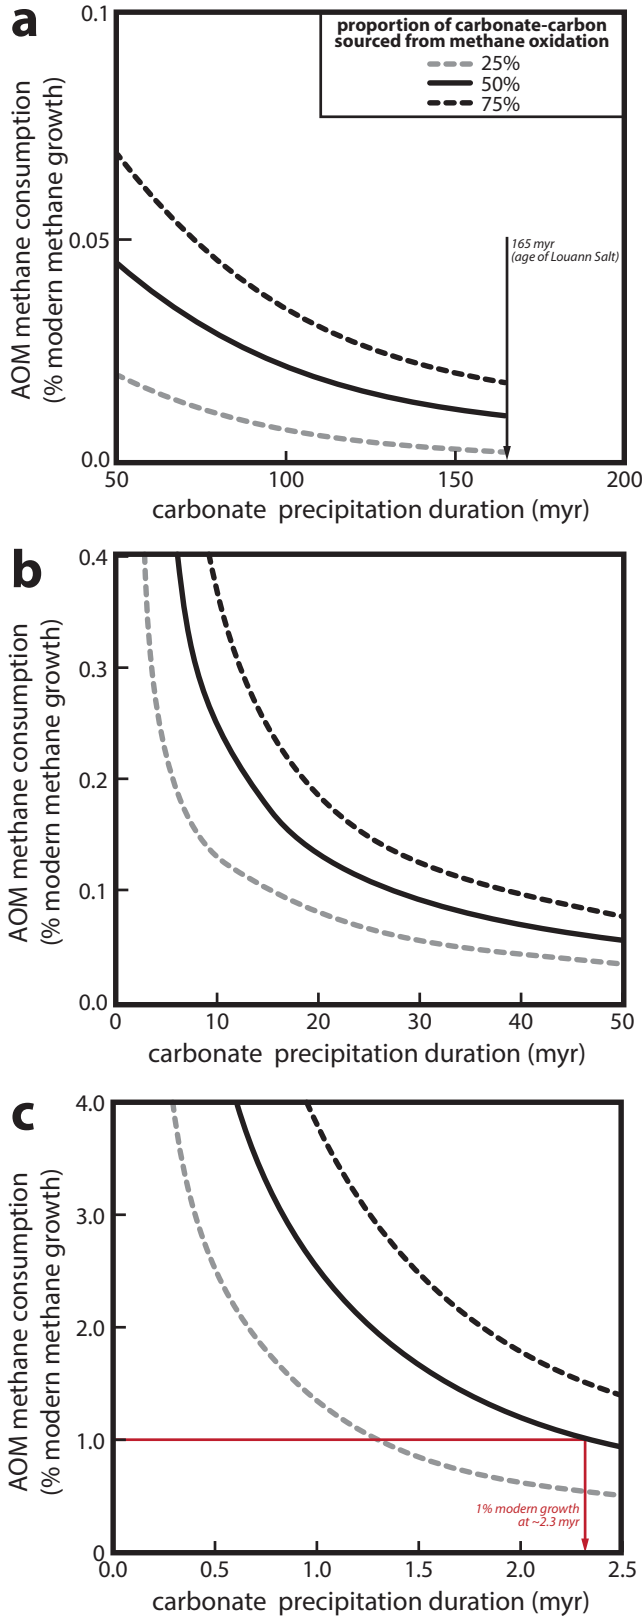 a
0.1
0.05
0.0
AOM methane consumption
(% modern methane growth)
proportion of carbonate-carbon
sourced from methane oxidation
25%
50%
75%
165 myr
(age of Louann Salt)
50
100
150
200
carbonate precipitation duration (myr)
b
0.4
0.3
0.2
0.1
0.0
AOM methane consumption
(% modern methane growth)
0
10
20
30
40
50
carbonate precipitation duration (myr)
c
4.0
3.0
2.0
1.0
0
AOM methane consumption
(% modern methane growth)
1% modern growth
at ~2.3 myr
0.0
0.5
1.0
1.5
2.0
2.5
carbonate precipitation duration (myr)